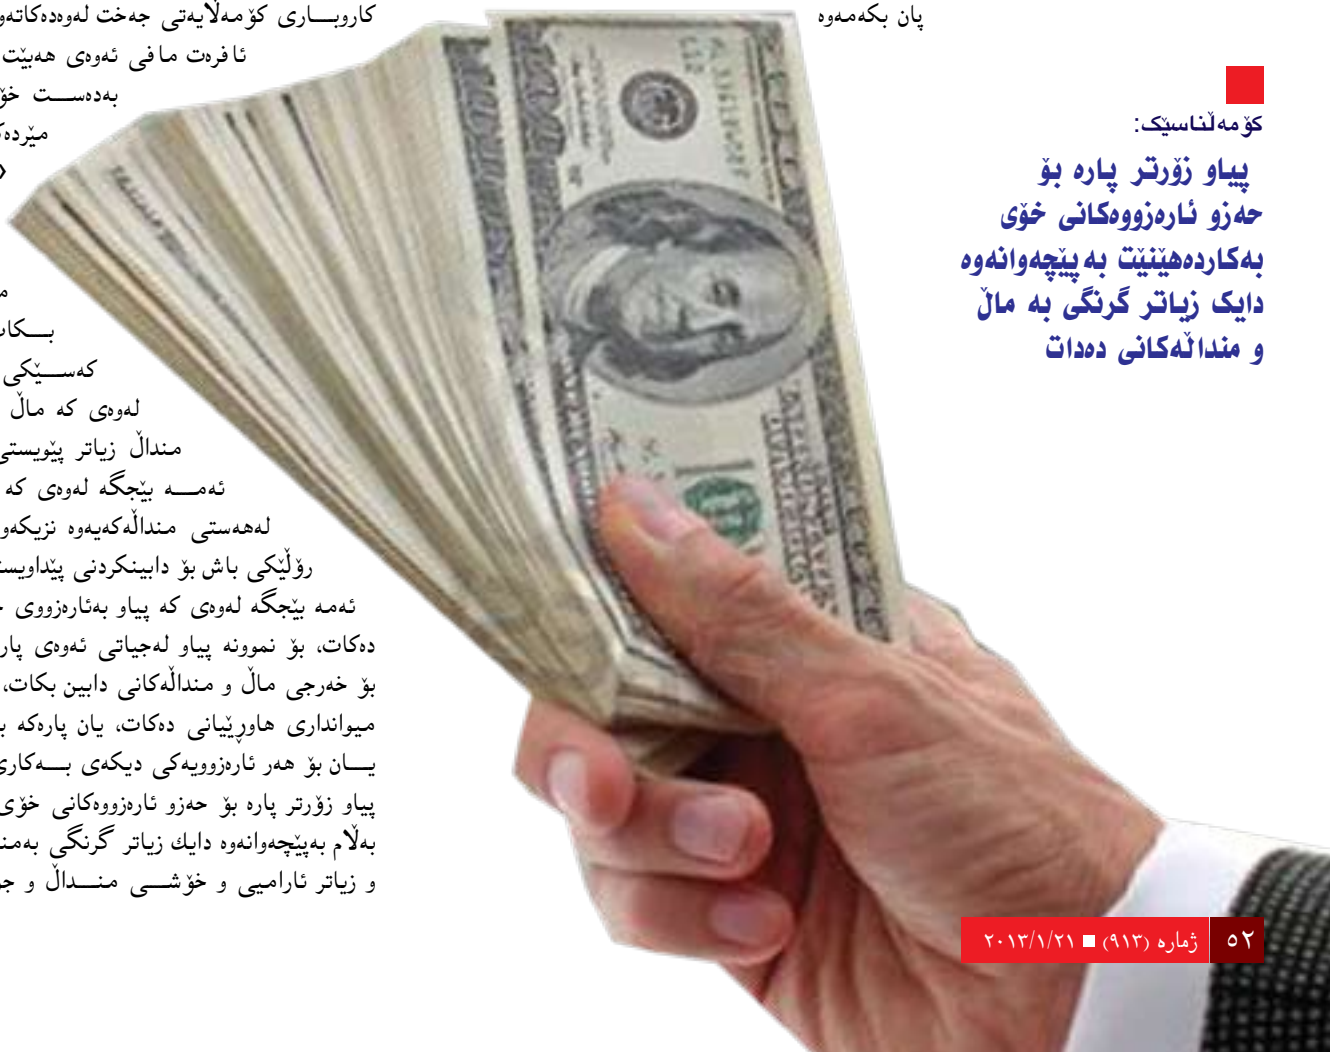 پان بکەمەوە
کۆمەڵناسێک:
پیاو زۆرتر پارە بۆ
حەزو ئارەزووەکانی خۆی
بەکاردەهێنێت بە پێچەوانەوە
دایک زیاتر گرنگی بە ماڵ
و منداڵەکانی دەدات
کاروبـــاری کۆمەڵایەتی جەخت لەوەدەکاتەو
ئافرەت مافی ئەوەی هەبێت
بەدەســـت خۆ
مێردەک
بـــکات
کەســـێکی
لەوەی کە ماڵ
منداڵ زیاتر پێویستی
ئەمـــە بێجگە لەوەی کە
لەهەستی منداڵەکەیەوە نزیکەو
رۆڵێکی باش بۆ دابینکردنی پێداویست
ئەمە بێجگە لەوەی کە پیاو بەئارەزووی
دەکات، بۆ نموونە پیاو لەجیاتی ئەوەی پار
بۆ خەرجی ماڵ و منداڵەکانی دابین بکات،
میوانداری هاوڕێیانی دەکات، یان پارەکە ب
یـــان بۆ هەر ئارەزوویەکی دیکەی بـــەکاری
پیاو زۆرتر پارە بۆ حەزو ئارەزووەکانی خۆی
بەڵام بەپێچەوانەوە دایك زیاتر گرنگی بەمن
و زیاتر ئارامیی و خۆشـــی منـــداڵ و جو
٥٢ ژمارە (٩١٣) ■ ٢٠١٣/١/٢١